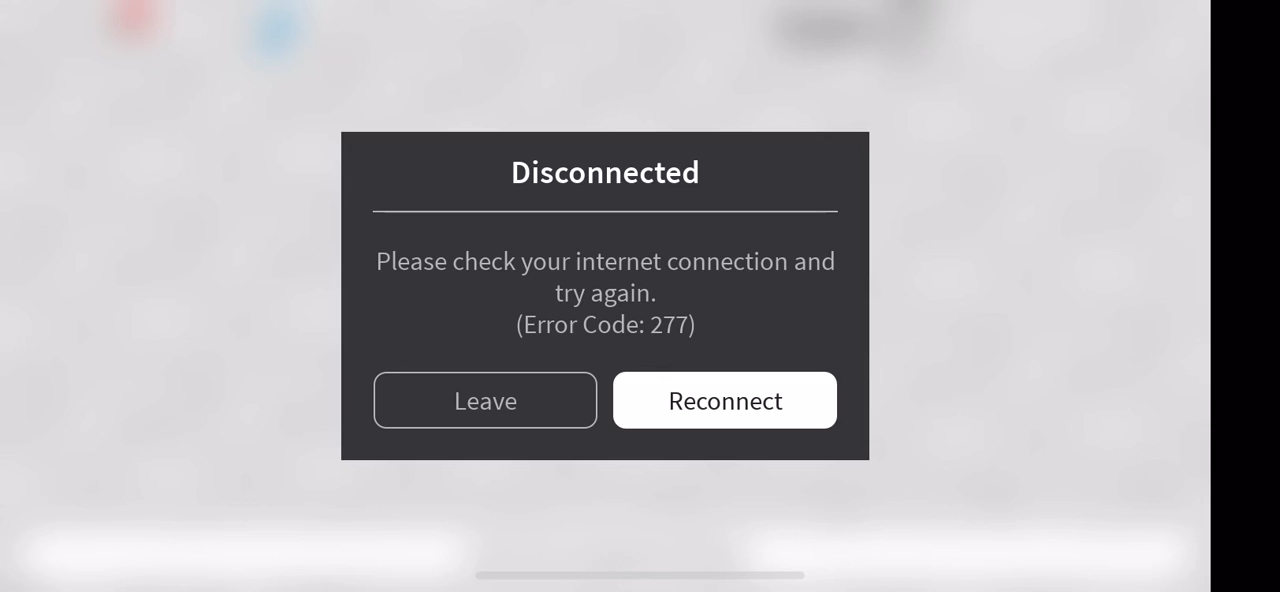 Disconnected
Please check your internet connection and
try again.
(Error Code: 277)
Leave
Reconnect